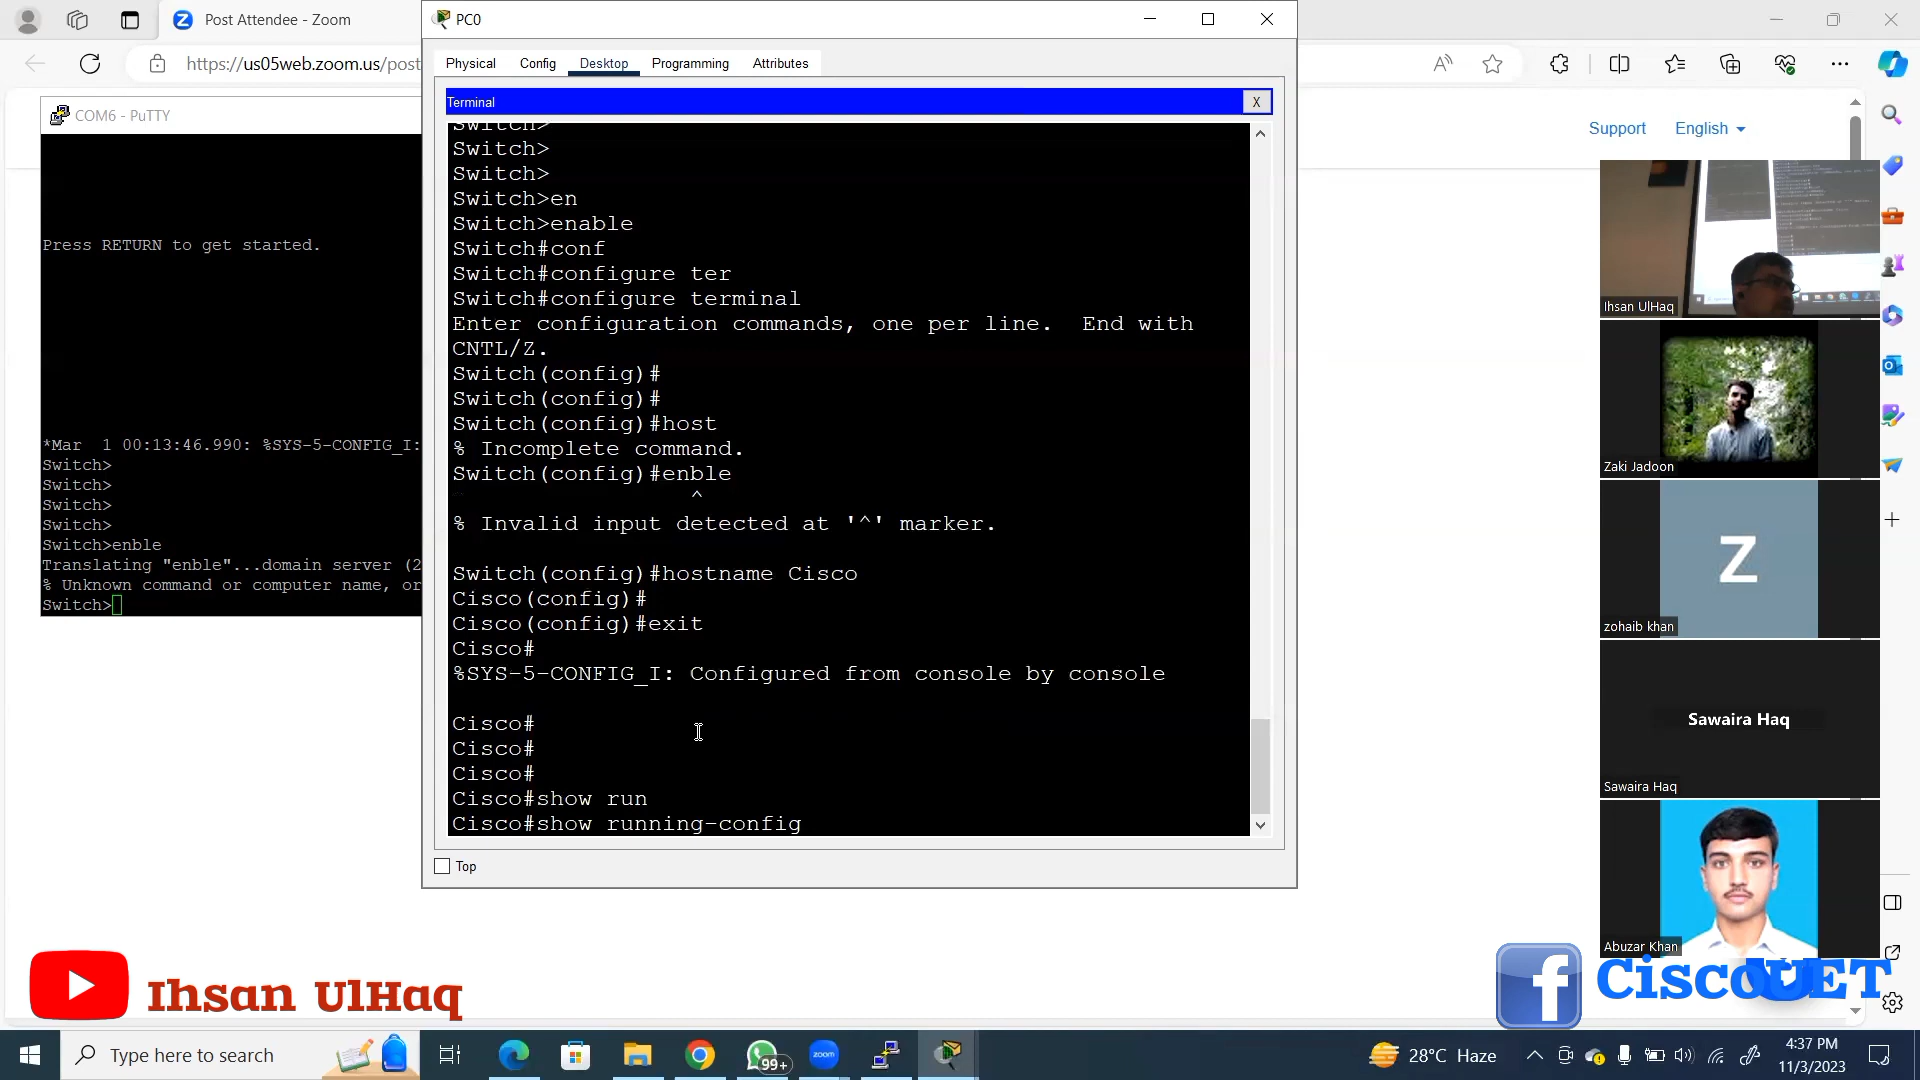 Post Attendee - Zoom
https://us05web.zoom.us/post
PC0
Physical
Config
Desktop
Programming
Attributes
Terminal
X
COM6 - PuTTY
Press RETURN to get started.
*Mar  1 00:13:46.990: %SYS-5-CONFIG_I:
Switch>
Switch>
Switch>
Switch>
Switch>enble
Translating "enble"...domain server (2
% Unknown command or computer name, or
Switch>
Switch>
Switch>
Switch>
Switch>en
Switch>enable
Switch#conf
Switch#configure ter
Switch#configure terminal
Enter configuration commands, one per line.  End with
CNTL/Z.
Switch(config)#
Switch(config)#
Switch(config)#host
% Incomplete command.
Switch(config)#enble
^
% Invalid input detected at '^' marker.
Switch(config)#hostname Cisco
Cisco(config)#
Cisco(config)#exit
Cisco#
%SYS-5-CONFIG_I: Configured from console by console
Cisco#
Cisco#
Cisco#
Cisco#show run
Cisco#show running-config
Top
Support
English
Ihsan UlHaq
Zaki Jadoon
Z
zohaib khan
Sawaira Haq
Sawaira Haq
Abuzar Khan
Ihsan UlHaq
f
CiscoUET
Type here to search
99+
zoom
28°C Haze
4:37 PM
11/3/2023